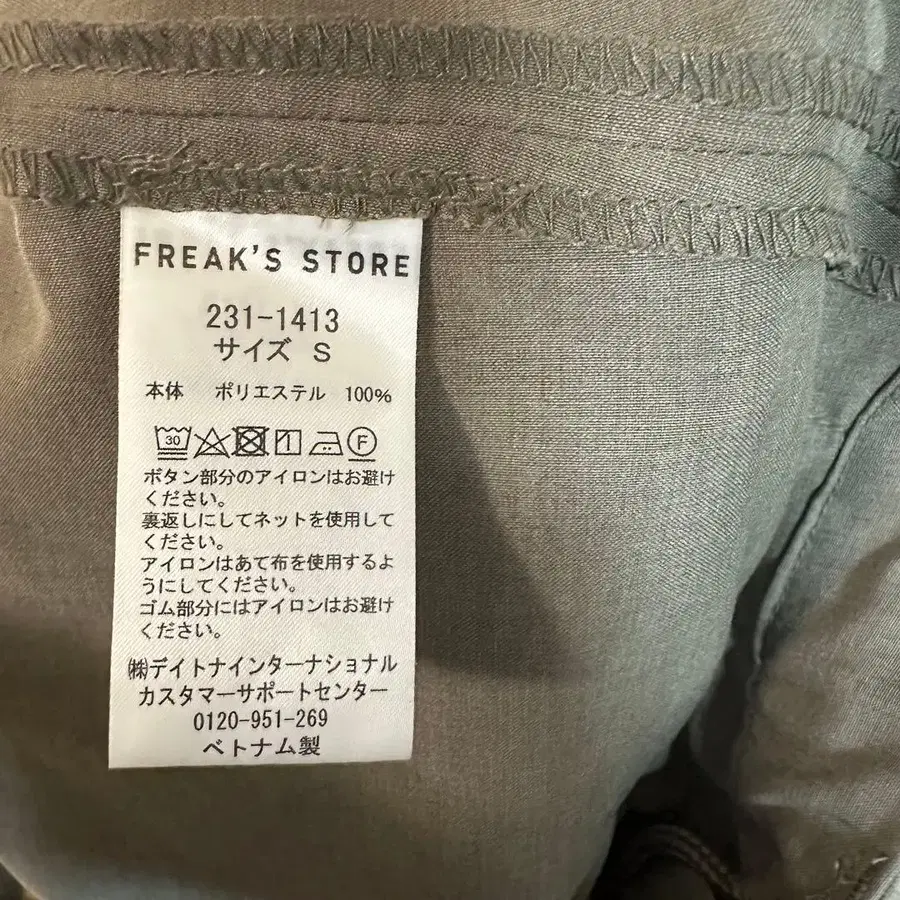 FREAK'S STORE
231-1413
サイズ S
本体 ポリエステル 100%
30 F
ボタン部分のアイロンはお避け
ください。
裏返しにしてネットを使用して
ください。
アイロンはあて布を使用するよ
うにしてください。
ゴム部分にはアイロンはお避け
ください。
㈱デイトナインターナショナル
カスタマーサポートセンター
0120-951-269
ベトナム製